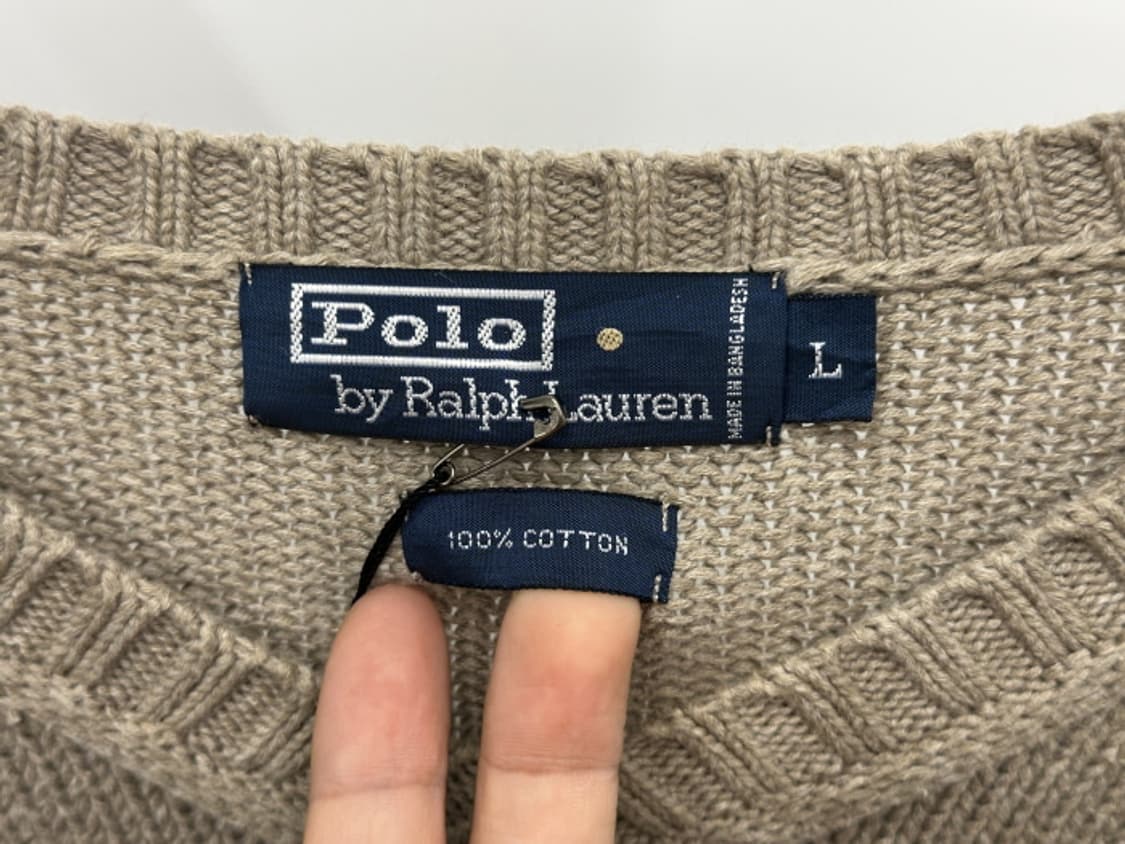 Polo
by Ralph Lauren
MADE IN BANGLADESH
L
100% COTTON